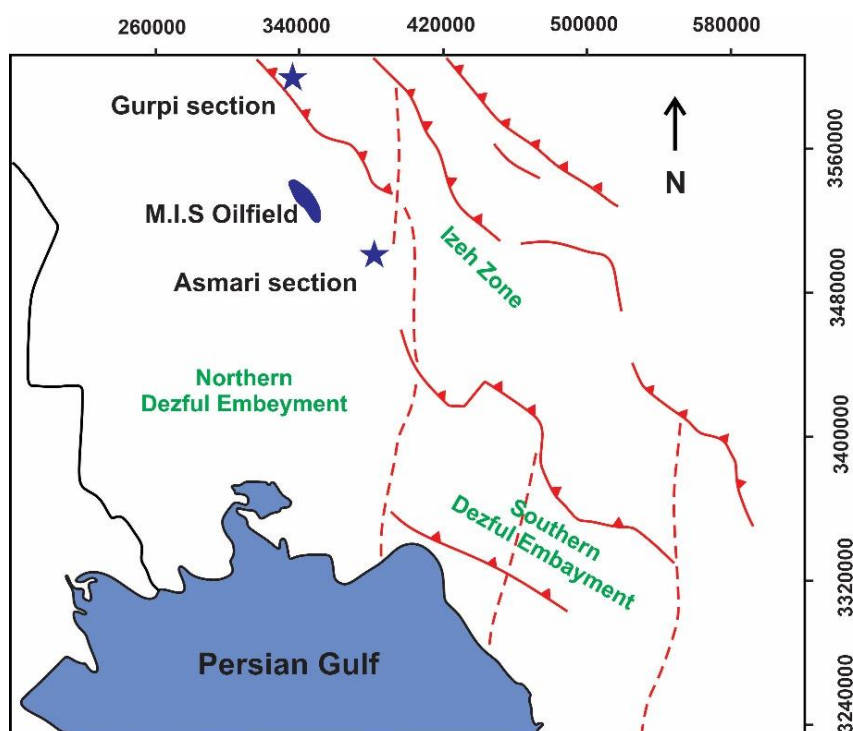 260000 340000 420000 500000 580000
Gurpi section
N
M.I.S Oilfield
Asmari section
Izeh Zone
Northern
Dezful Embeyment
Southern
Dezful Embayment
Persian Gulf
3560000
3480000
3400000
3320000
3240000